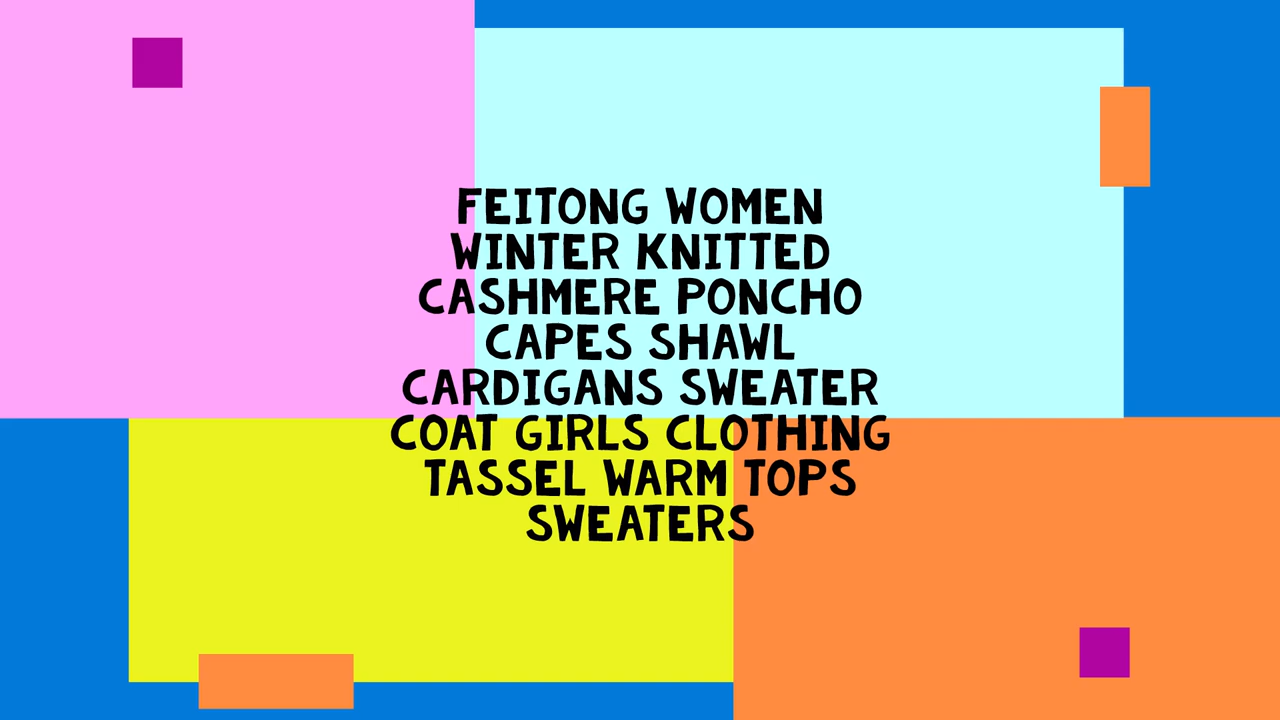 FEITONG WOMEN
WINTER KNITTED
CASHMERE PONCHO
CAPES SHAWL
CARDIGANS SWEATER
COAT GIRLS CLOTHING
TASSEL WARM TOPS
SWEATERS